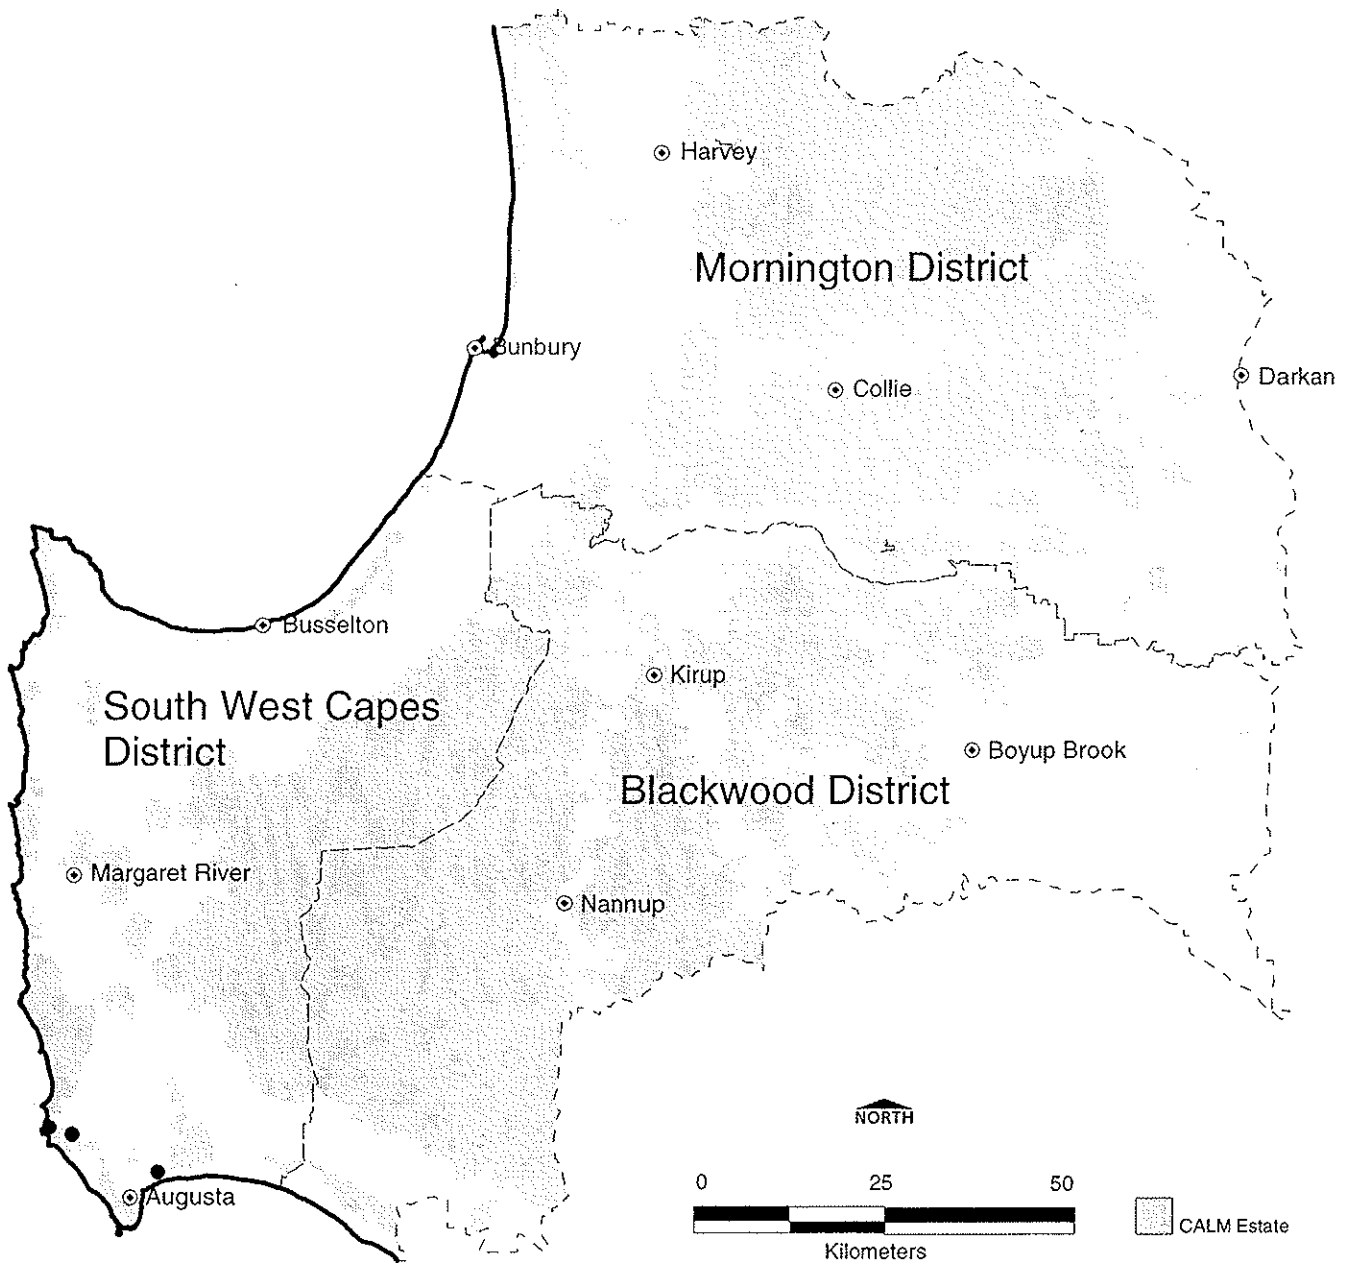 Harvey
Mornington District
Bunbury
Collie
Darkan
Busselton
Kirup
South West Capes
District
Boyup Brook
Blackwood District
Margaret River
Nannup
NORTH
0 25 50
Augusta
CALM Estate
Kilometers